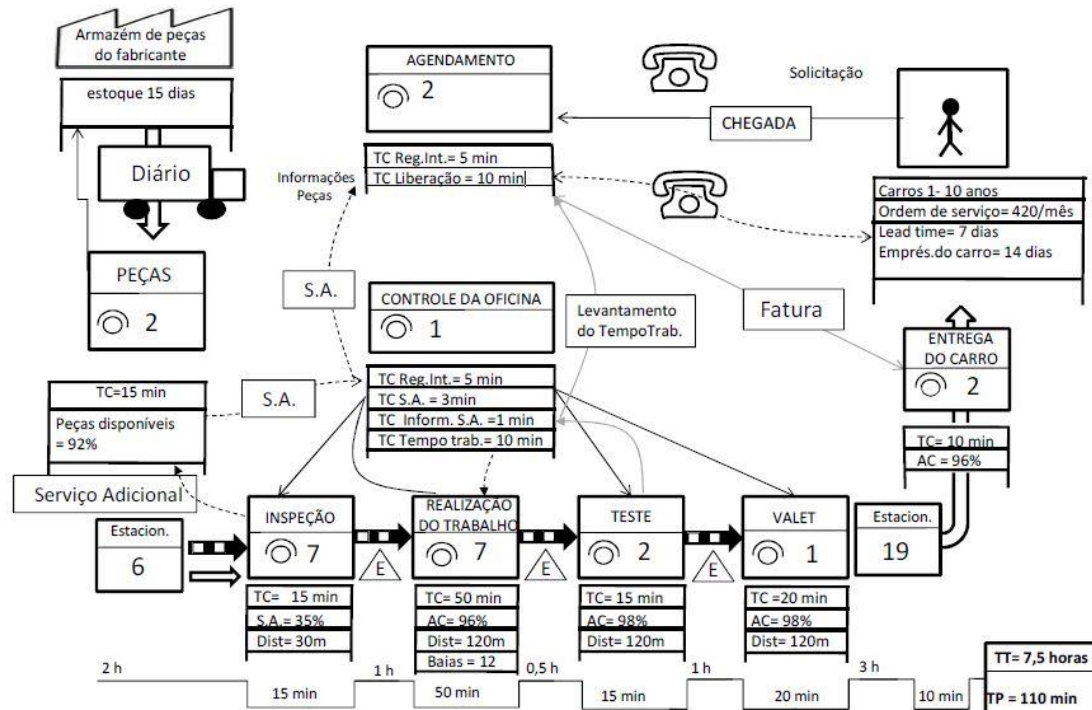 Armazém de peças
do fabricante
estoque 15 dias
Diário
PEÇAS
2
AGENDAMENTO
2
TC Reg.Int.= 5 min
TC Liberação = 10 min
Informações
Peças
Solicitação
CHEGADA
Carros 1- 10 anos
Ordem de serviço= 420/mês
Lead time= 7 dias
Emprés.do carro= 14 dias
S.A.
CONTROLE DA OFICINA
1
TC Reg.Int.= 5 min
TC S.A. = 3min
TC Inform. S.A. =1 min
TC Tempo trab.= 10 min
Levantamento
do TempoTrab.
Fatura
ENTREGA
DO CARRO
2
TC= 10 min
AC = 96%
TC=15 min
Peças disponíveis
= 92%
S.A.
Serviço Adicional
Estacion.
6
INSPEÇÃO
7
TC= 15 min
S.A.= 35%
Dist= 30m
E
REALIZAÇÃO
DO TRABALHO
7
TC= 50 min
AC= 96%
Dist= 120m
Baias = 12
E
TESTE
2
TC= 15 min
AC= 98%
Dist= 120m
E
VALET
1
TC =20 min
AC= 98%
Dist= 120m
Estacion.
19
2 h
15 min
1 h
50 min
0,5 h
15 min
1 h
20 min
3 h
10 min
TT= 7,5 horas
TP = 110 min